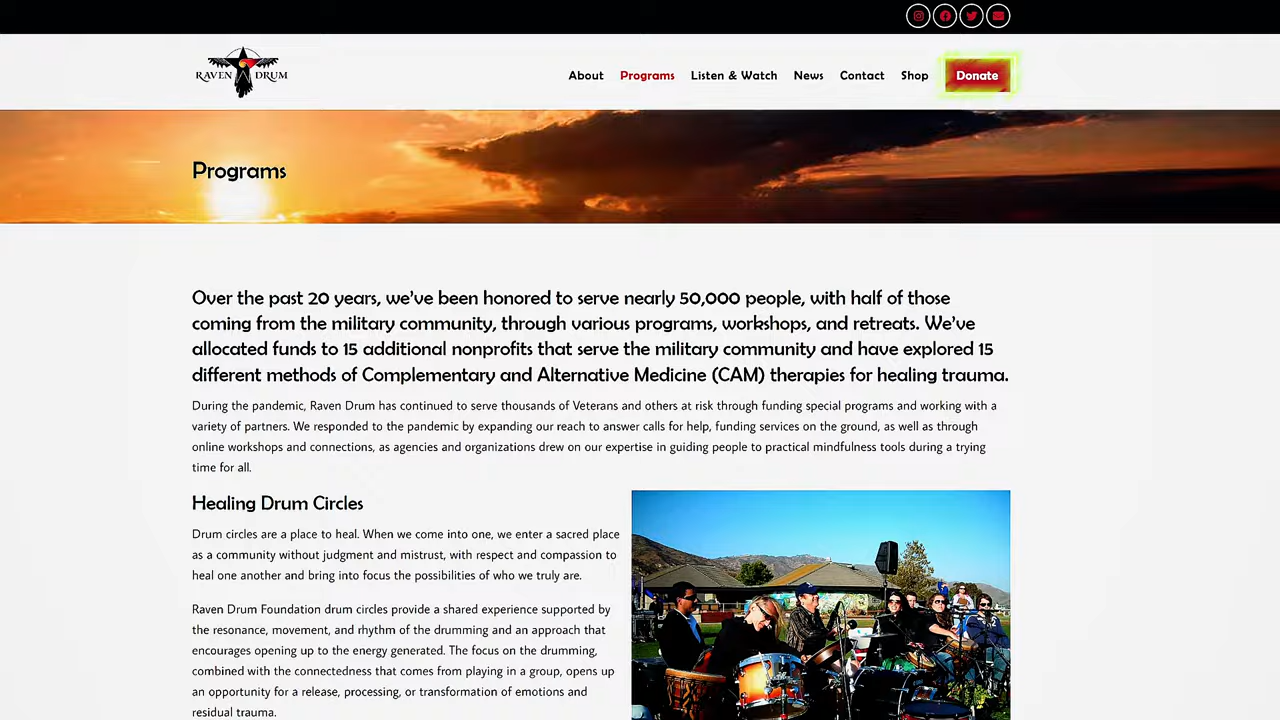 RAVEN DRUM
About Programs Listen & Watch News Contact Shop Donate
Programs
Over the past 20 years, we've been honored to serve nearly 50,000 people, with half of those
coming from the military community, through various programs, workshops, and retreats. We've
allocated funds to 15 additional nonprofits that serve the military community and have explored 15
different methods of Complementary and Alternative Medicine (CAM) therapies for healing trauma.
During the pandemic, Raven Drum has continued to serve thousands of Veterans and others at risk through funding special programs and working with a
variety of partners. We responded to the pandemic by expanding our reach to answer calls for help, funding services on the ground, as well as through
online workshops and connections, as agencies and organizations drew on our expertise in guiding people to practical mindfulness tools during a trying
time for all.
Healing Drum Circles
Drum circles are a place to heal. When we come into one, we enter a sacred place
as a community without judgment and mistrust, with respect and compassion to
heal one another and bring into focus the possibilities of who we truly are.
Raven Drum Foundation drum circles provide a shared experience supported by
the resonance, movement, and rhythm of the drumming and an approach that
encourages opening up to the energy generated. The focus on the drumming,
combined with the connectedness that comes from playing in a group, opens up
an opportunity for a release, processing, or transformation of emotions and
residual trauma.